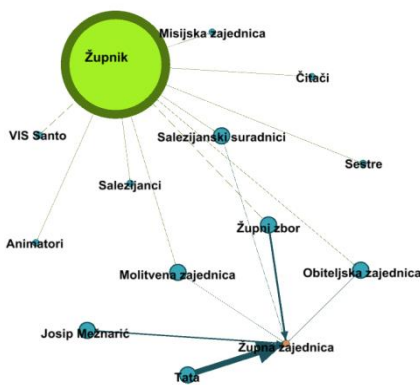 Misijska zajednica
Župnik
Čitači
VIS Santo
Salezijanski suradnici
Sestre
Salezijanci
Župni zbor
Animatori
Molitvena zajednica
Obiteljska zajednica
Josip Mežnarić
Župna zajednica
Tata